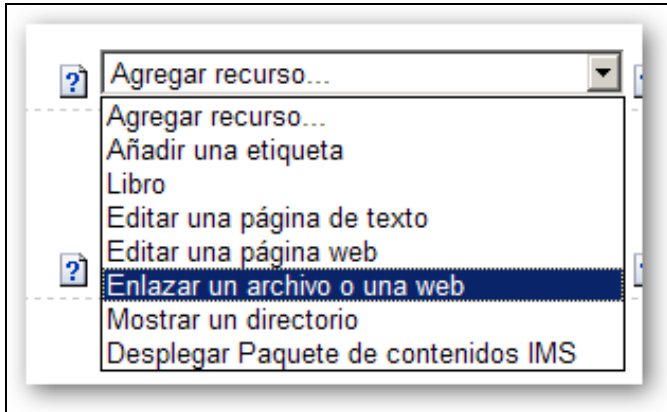 Agregar recurso...
Agregar recurso...
Añadir una etiqueta
Libro
Editar una página de texto
Editar una página web
Enlazar un archivo o una web
Mostrar un directorio
Desplegar Paquete de contenidos IMS